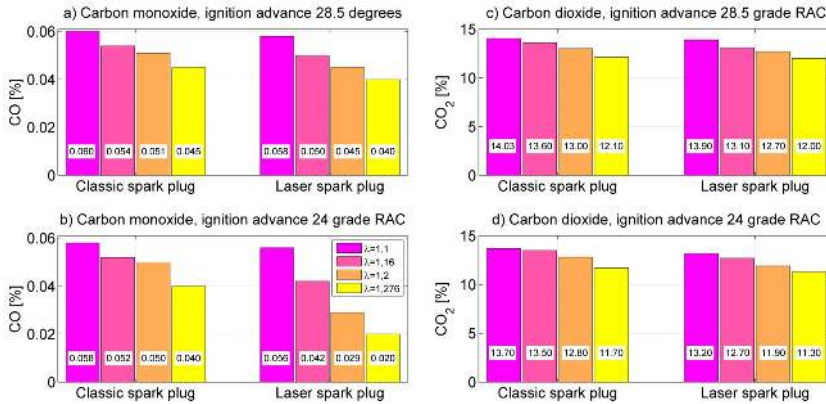 a) Carbon monoxide, ignition advance 28.5 degrees
0.06
0.04
0.02
0
CO [%]
0.060 0.054 0.051 0.045 0.058 0.050 0.045 0.040
Classic spark plug Laser spark plug
c) Carbon dioxide, ignition advance 28.5 grade RAC
15
10
5
0
CO2 [%]
14.03 13.60 13.00 12.10 13.90 13.10 12.70 12.00
Classic spark plug Laser spark plug
b) Carbon monoxide, ignition advance 24 grade RAC
0.06
0.04
0.02
0
CO [%]
λ=1,1
λ=1,16
λ=1,2
λ=1,276
0.058 0.052 0.050 0.040 0.056 0.042 0.029 0.020
Classic spark plug Laser spark plug
d) Carbon dioxide, ignition advance 24 grade RAC
15
10
5
0
CO2 [%]
13.70 13.50 12.80 11.70 13.20 12.70 11.90 11.30
Classic spark plug Laser spark plug